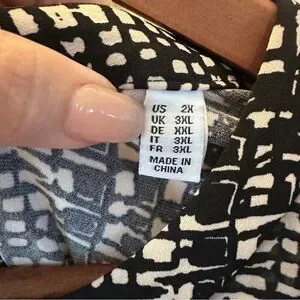 US 2X
UK 3XL
DE XXL
IT 3XL
FR 3XL
MADE IN
CHINA